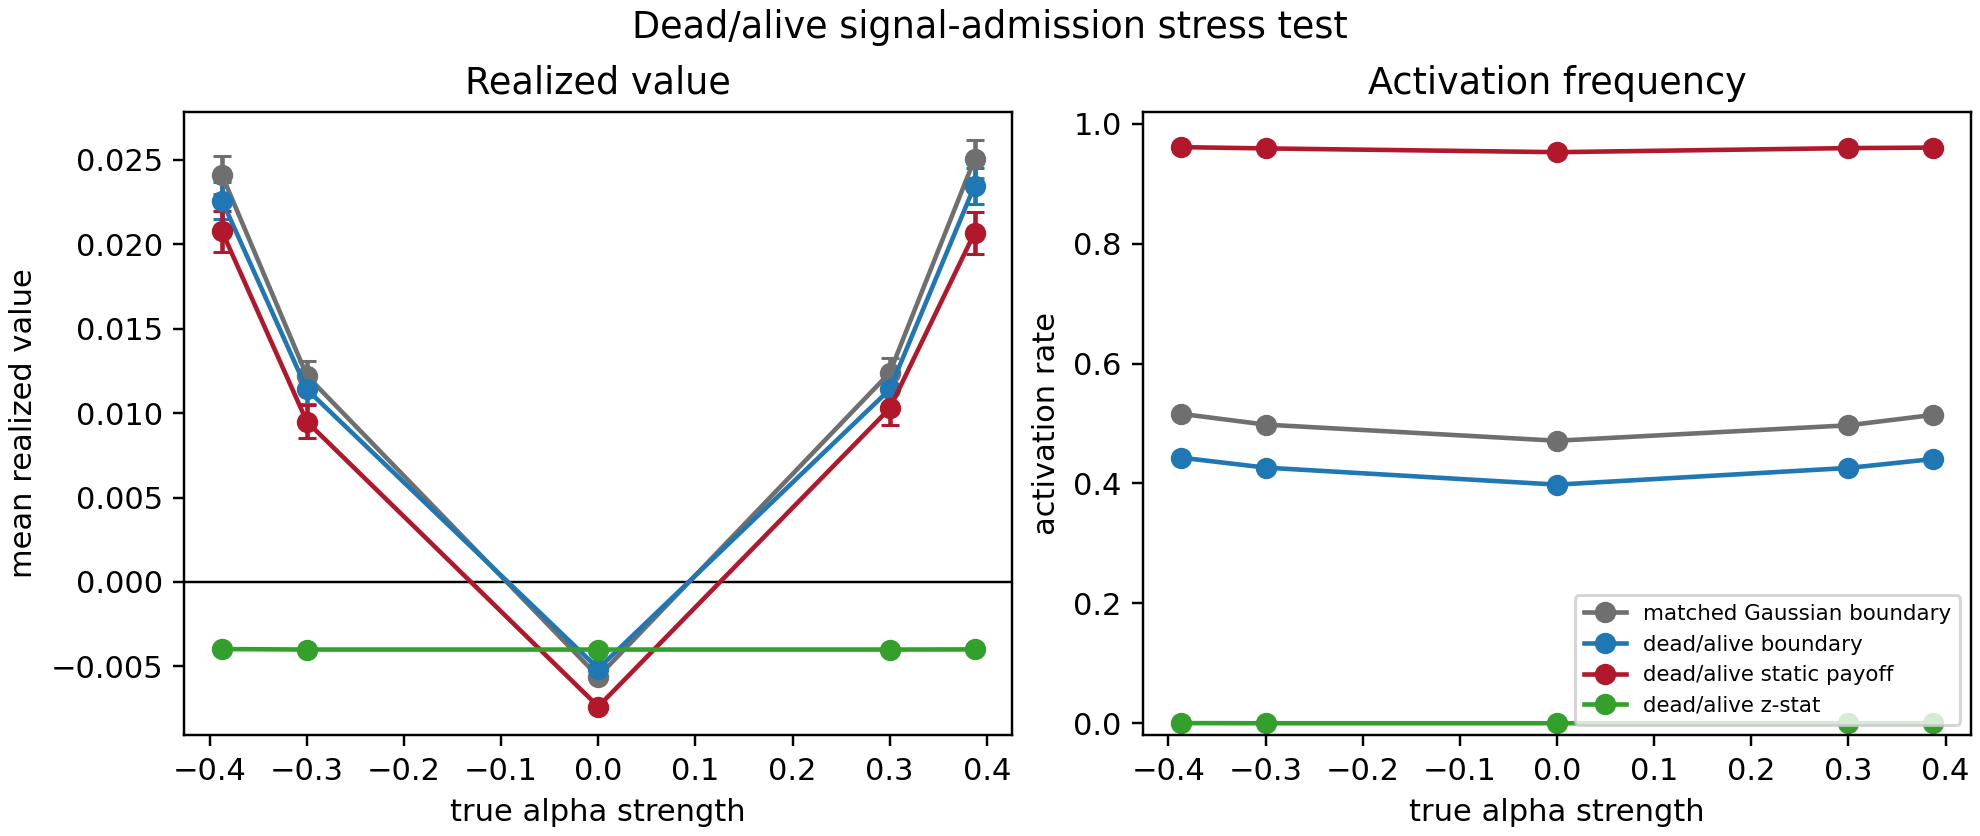 Dead/alive signal-admission stress test
Realized value
mean realized value
0.025
0.020
0.015
0.010
0.005
0.000
−0.005
−0.4 −0.3 −0.2 −0.1 0.0 0.1 0.2 0.3 0.4
true alpha strength
Activation frequency
activation rate
1.0
0.8
0.6
0.4
0.2
0.0
matched Gaussian boundary
dead/alive boundary
dead/alive static payoff
dead/alive z-stat
−0.4 −0.3 −0.2 −0.1 0.0 0.1 0.2 0.3 0.4
true alpha strength